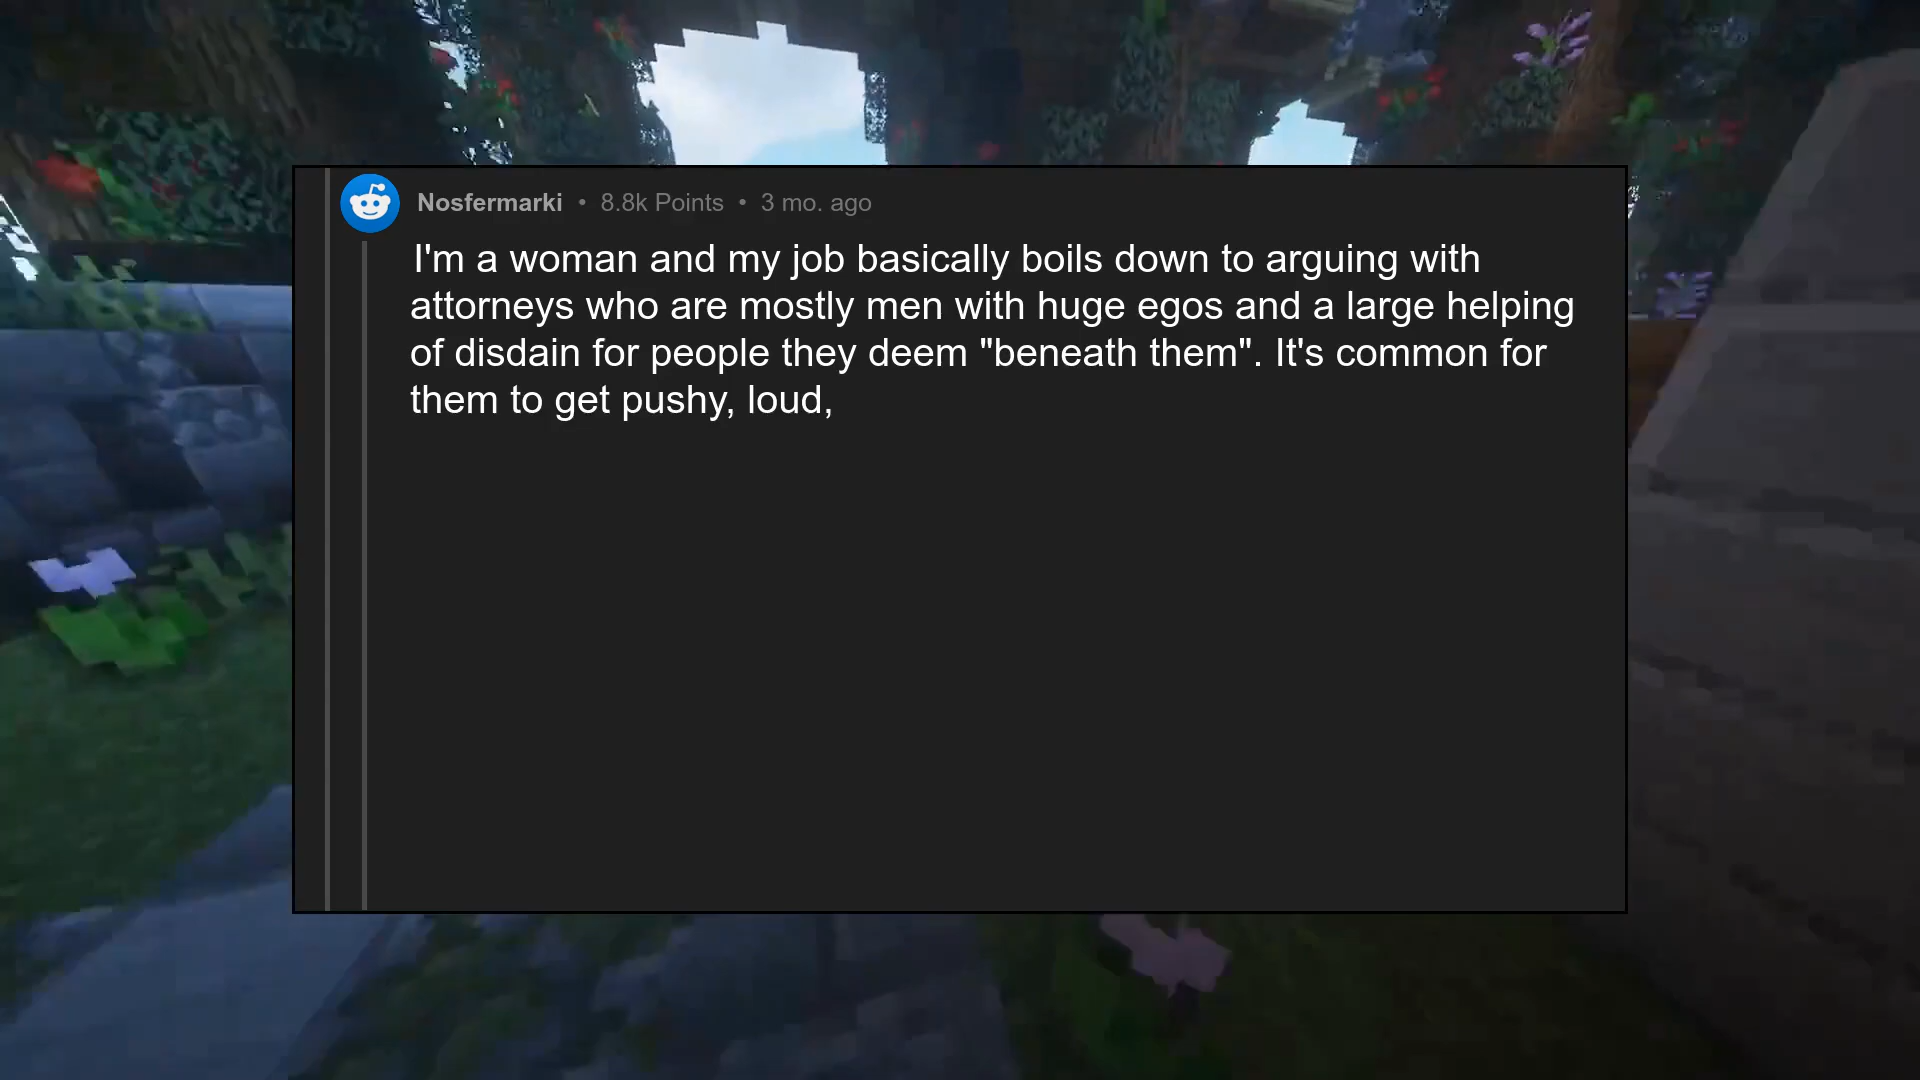 Nosfermarki • 8.8k Points • 3 mo. ago
I'm a woman and my job basically boils down to arguing with
attorneys who are mostly men with huge egos and a large helping
of disdain for people they deem "beneath them". It's common for
them to get pushy, loud,